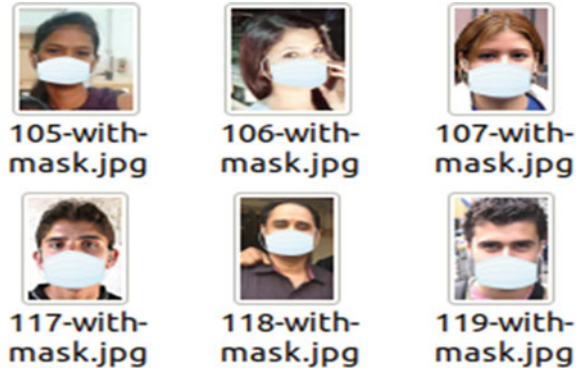 105-with-
mask.jpg
106-with-
mask.jpg
107-with-
mask.jpg
117-with-
mask.jpg
118-with-
mask.jpg
119-with-
mask.jpg